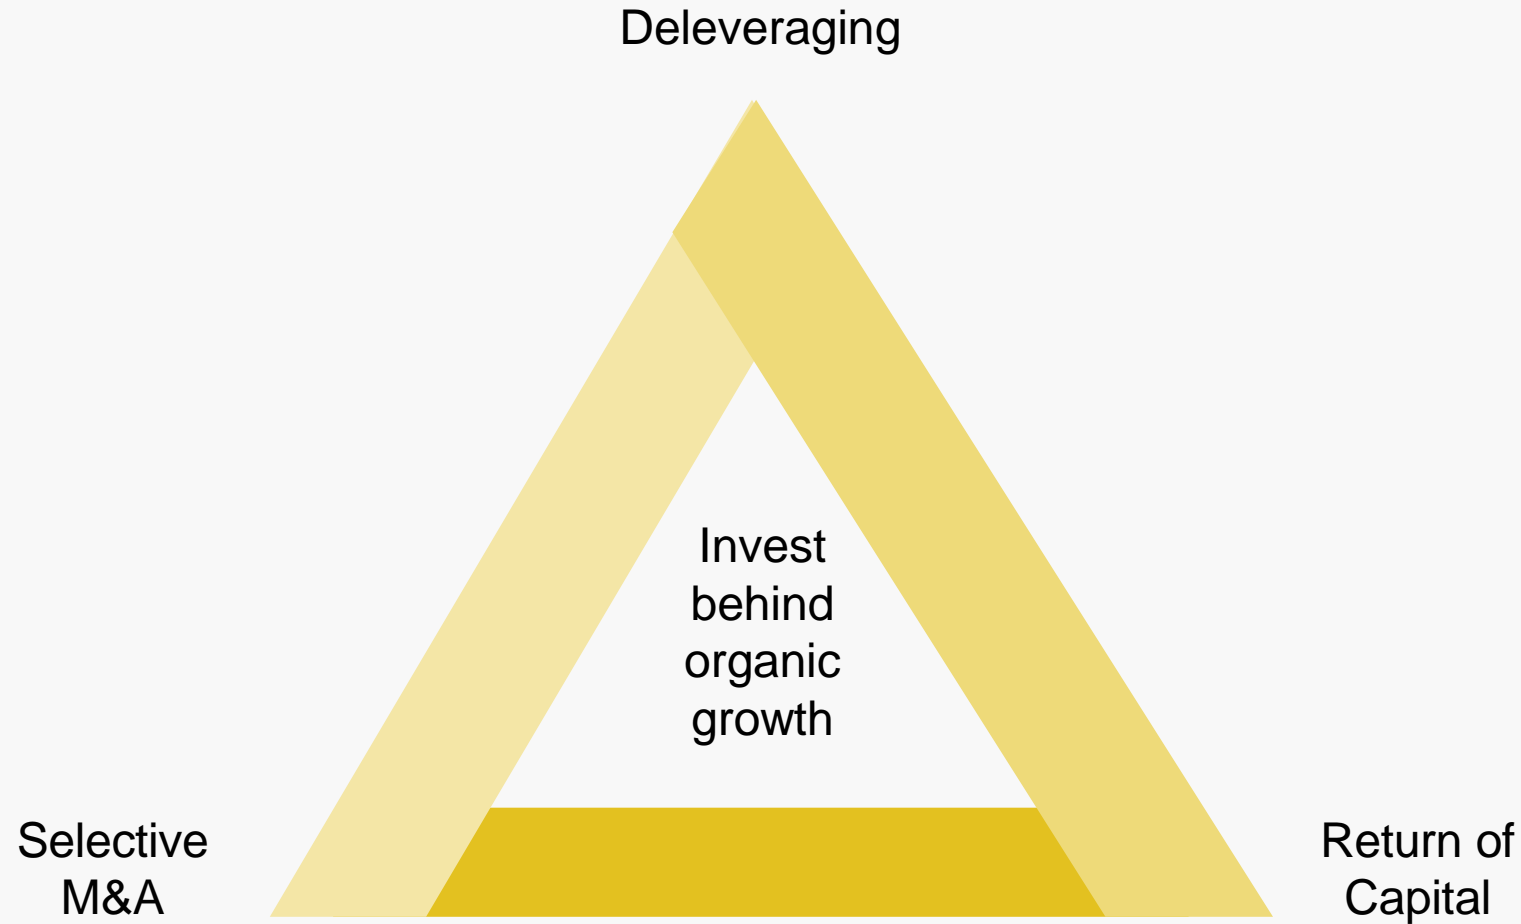 Deleveraging
Invest
behind
organic
growth
Selective
M&A
Return of
Capital